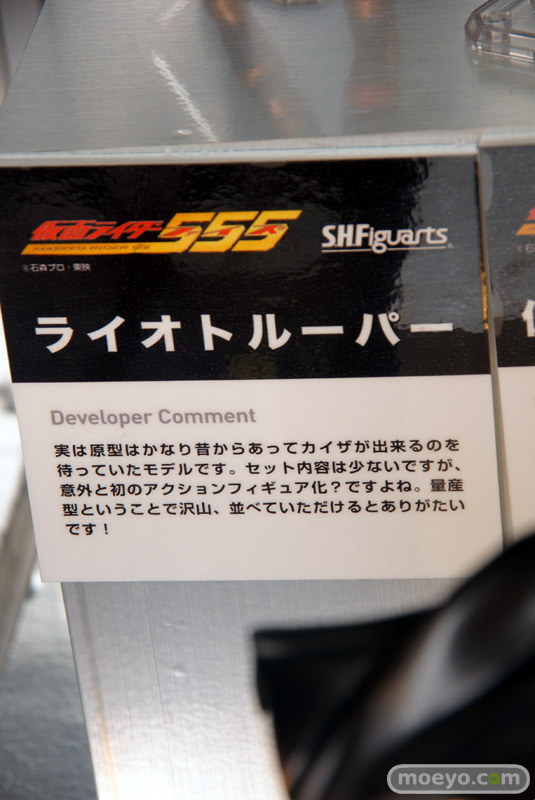 仮面ライダー555
ファイズ
MASKED RIDER φ's
S.H.Figuarts
©石森プロ・東映
ライオトルーパー
Developer Comment
実は原型はかなり昔からあってカイザが出来るのを
待っていたモデルです。セット内容は少ないですが、
意外と初のアクションフィギュア化?ですよね。量産
型ということで沢山、並べていただけるとありがたい
です!
moeyo.com